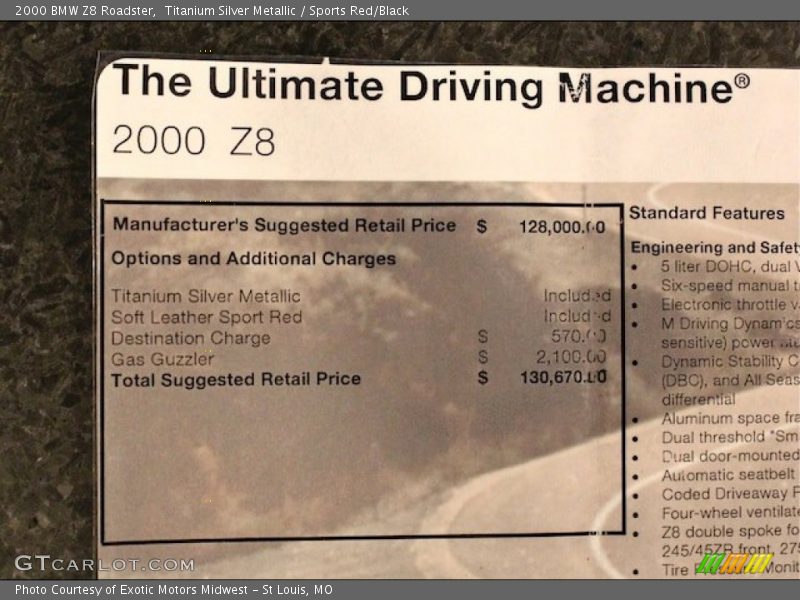 2000 BMW Z8 Roadster, Titanium Silver Metallic / Sports Red/Black
The Ultimate Driving Machine®
2000 Z8
Manufacturer's Suggested Retail Price $ 128,000.00
Options and Additional Charges
Titanium Silver Metallic Included
Soft Leather Sport Red Included
Destination Charge $ 570.00
Gas Guzzler $ 2,100.00
Total Suggested Retail Price $ 130,670.00
Standard Features
Engineering and Safety
• 5 liter DOHC, dual V
• Six-speed manual t
• Electronic throttle v
• M Driving Dynamics
sensitive) power
• Dynamic Stability C
(DBC), and All Seas
differential
• Aluminum space fra
• Dual threshold "Sm
• Dual door-mounted
• Automatic seatbelt
• Coded Driveaway P
• Four-wheel ventilate
• Z8 double spoke fo
245/45ZR front, 275
• Tire Monit
GTCARLOT.COM
Photo Courtesy of Exotic Motors Midwest - St Louis, MO